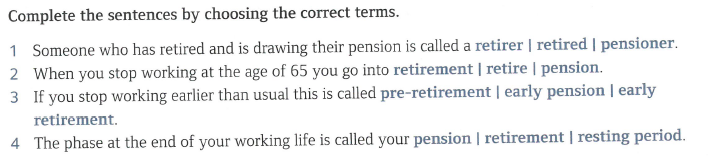 Complete the sentences by choosing the correct terms.
1 Someone who has retired and is drawing their pension is called a retirer | retired | pensioner.
2 When you stop working at the age of 65 you go into retirement | retire | pension.
3 If you stop working earlier than usual this is called pre-retirement | early pension | early
retirement.
4 The phase at the end of your working life is called your pension | retirement | resting period.